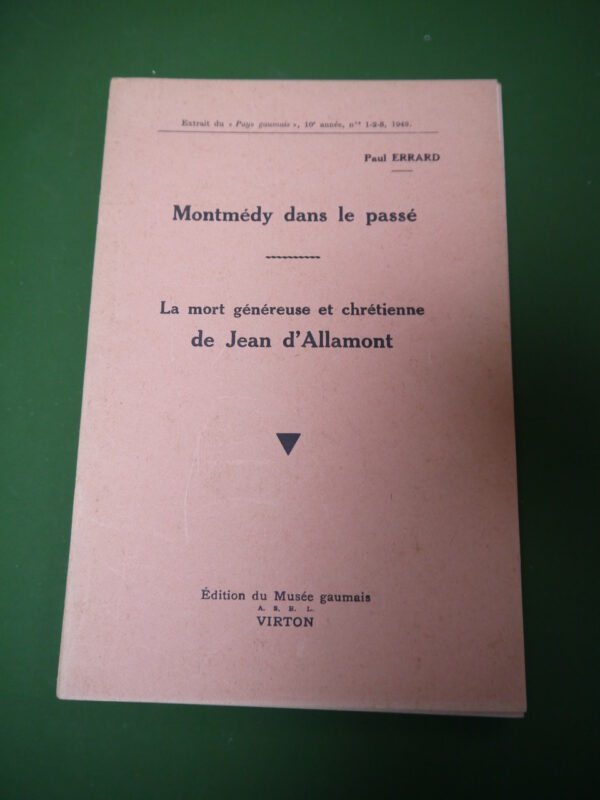 Extrait du « Pays gaumais », 10e année, nos 1-2-3, 1949.
Paul ERRARD
Montmédy dans le passé
La mort généreuse et chrétienne
de Jean d'Allamont
Édition du Musée gaumais
A. S. B. L.
VIRTON